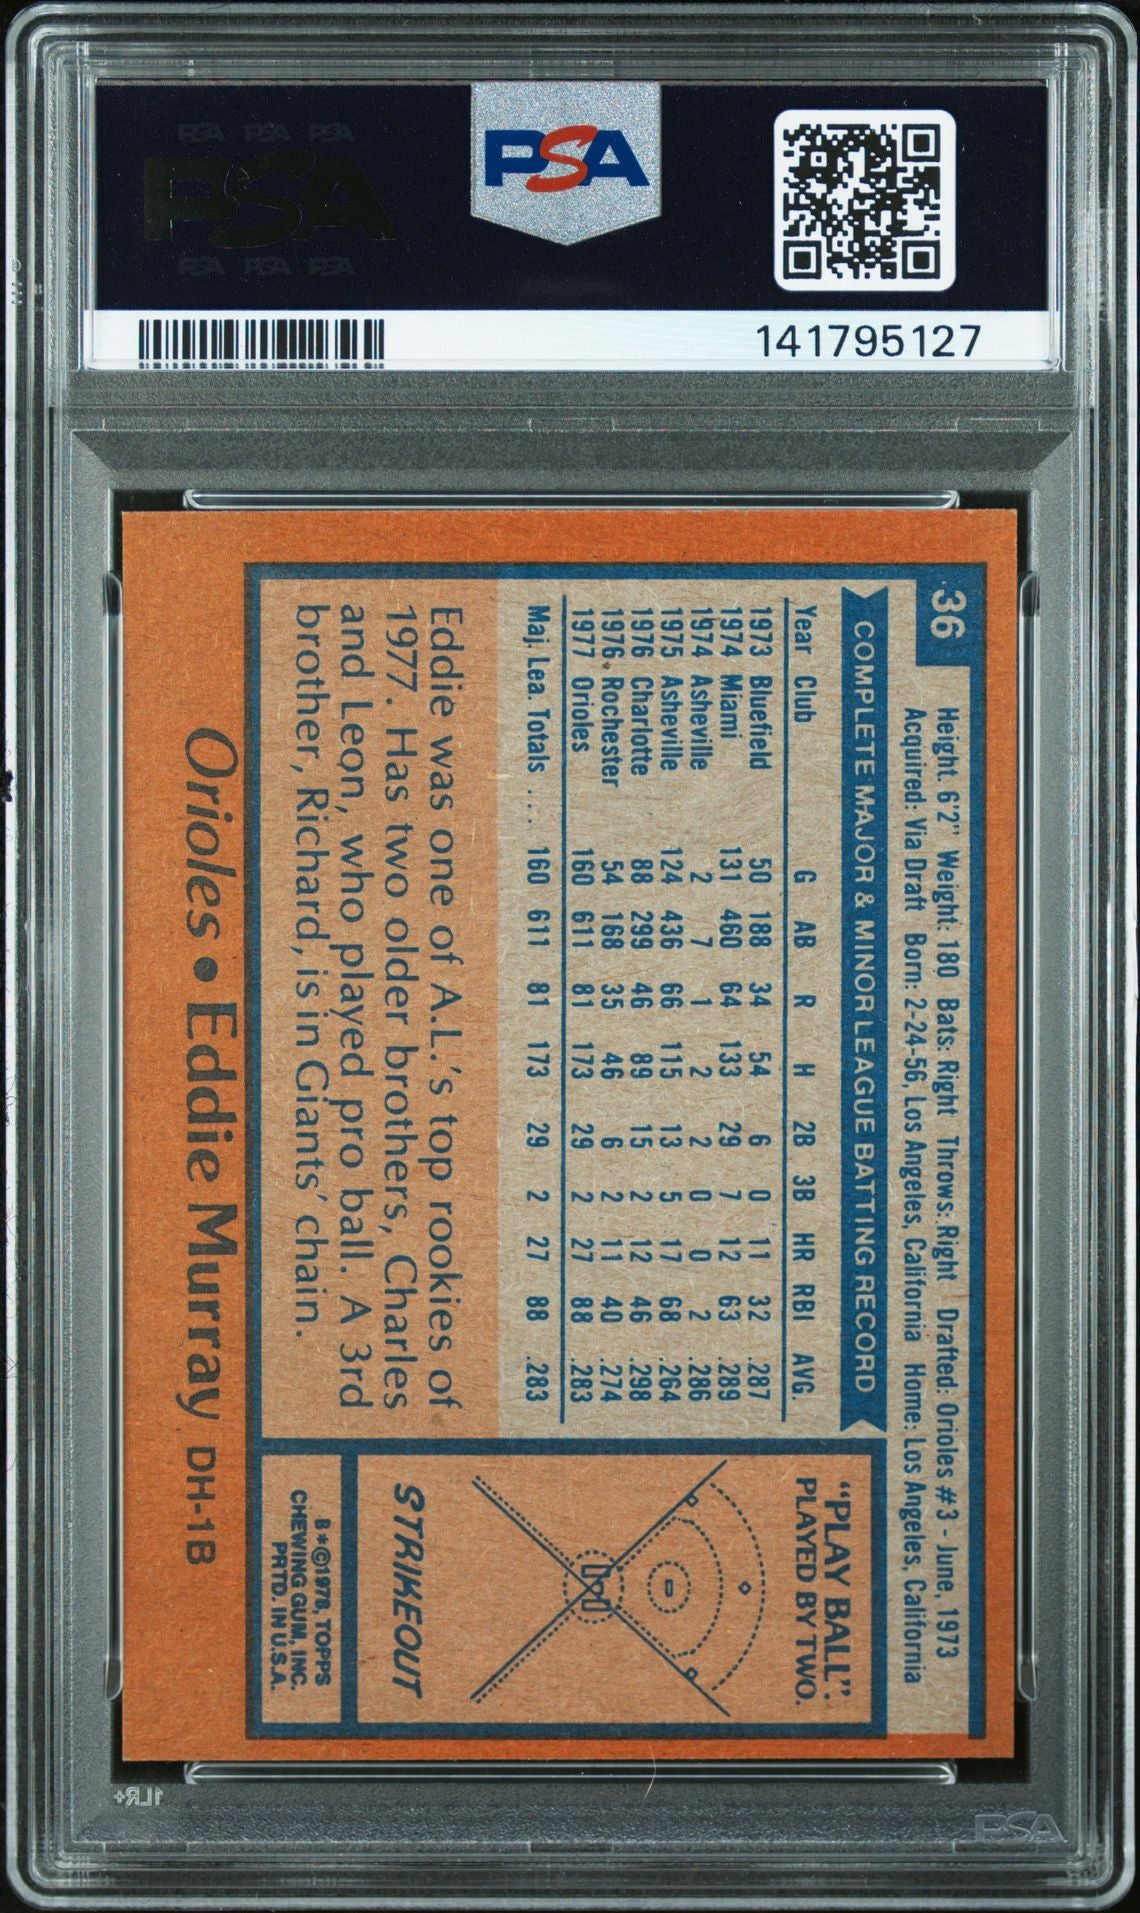 PSA PSA PSA
PSA
PSA PSA PSA
PSA
141795127
36
Height. 6'2" Weight: 180 Bats: Right Throws: Right Drafted: Orioles #3 - June, 1973
Acquired: Via Draft Born: 2-24-56, Los Angeles, California Home: Los Angeles, California
COMPLETE MAJOR & MINOR LEAGUE BATTING RECORD
Year Club G AB R H 2B 3B HR RBI AVG.
1973 Bluefield 50 188 34 54 6 0 11 32 .287
1974 Miami 131 460 64 133 29 7 12 63 .289
1974 Asheville 2 7 1 2 2 0 0 2 .286
1975 Asheville 124 436 66 115 13 5 17 68 .264
1976 Charlotte 88 299 46 89 15 2 12 46 .298
1976 Rochester 54 168 35 46 6 2 11 40 .274
1977 Orioles 160 611 81 173 29 2 27 88 .283
Maj. Lea. Totals . . . 160 611 81 173 29 2 27 88 .283
Eddie was one of A.L.'s top rookies of
1977. Has two older brothers, Charles
and Leon, who played pro ball. A 3rd
brother, Richard, is in Giants' chain.
"PLAY BALL":
PLAYED BY TWO.
STRIKEOUT
B*©1978, TOPPS
CHEWING GUM, INC.
PRTD. IN U.S.A.
Orioles • Eddie Murray DH-1B
1LR+
PSA